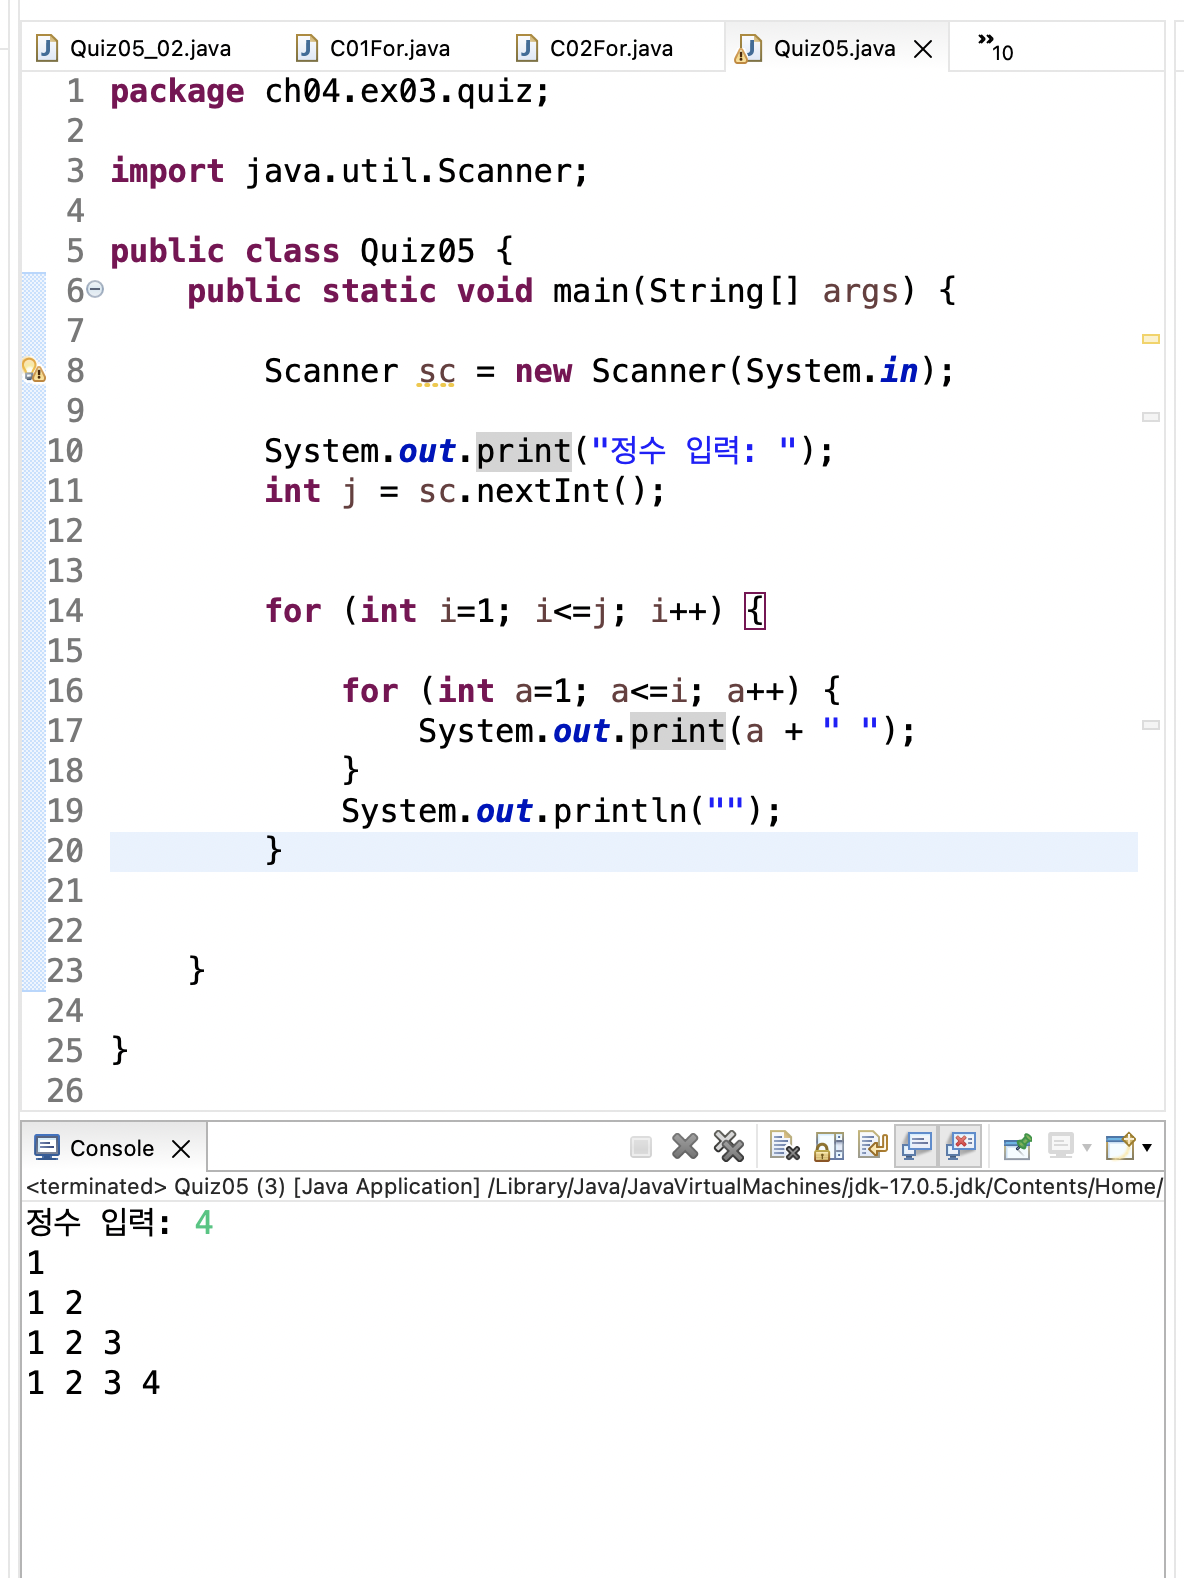 Quiz05_02.java C01For.java C02For.java Quiz05.java »10
1 package ch04.ex03.quiz;
2
3 import java.util.Scanner;
4
5 public class Quiz05 {
6 public static void main(String[] args) {
7
8 Scanner sc = new Scanner(System.in);
9
10 System.out.print("정수 입력: ");
11 int j = sc.nextInt();
12
13
14 for (int i=1; i<=j; i++) {
15
16 for (int a=1; a<=i; a++) {
17 System.out.print(a + " ");
18 }
19 System.out.println("");
20 }
21
22
23 }
24
25 }
26
Console
<terminated> Quiz05 (3) [Java Application] /Library/Java/JavaVirtualMachines/jdk-17.0.5.jdk/Contents/Home/
정수 입력: 4
1
1 2
1 2 3
1 2 3 4